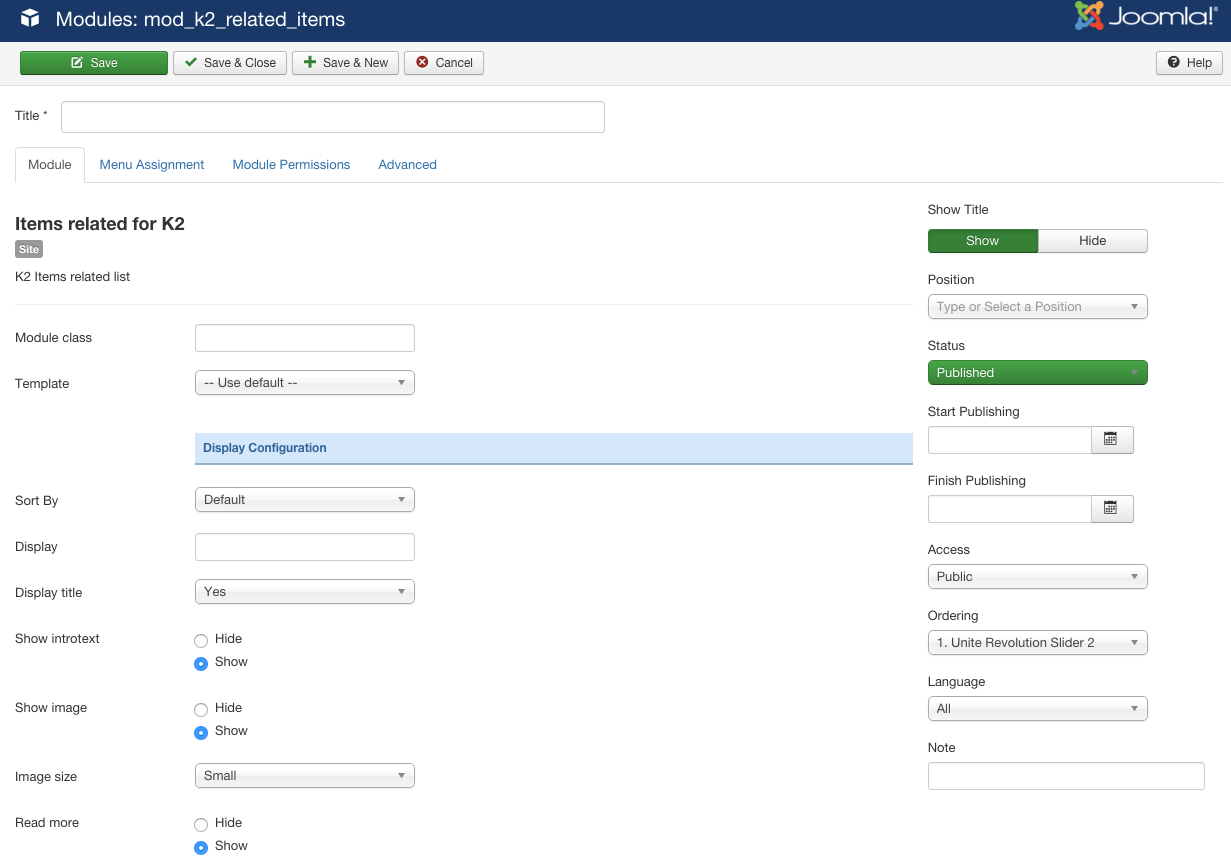 Modules: mod_k2_related_items
Joomla!®
Save
Save & Close
Save & New
Cancel
Help
Title *
Module
Menu Assignment
Module Permissions
Advanced
Items related for K2
Site
K2 Items related list
Module class
Template
-- Use default --
Display Configuration
Sort By
Default
Display
Display title
Yes
Show introtext
Hide
Show
Show image
Hide
Show
Image size
Small
Read more
Hide
Show
Show Title
Show
Hide
Position
Type or Select a Position
Status
Published
Start Publishing
Finish Publishing
Access
Public
Ordering
1. Unite Revolution Slider 2
Language
All
Note